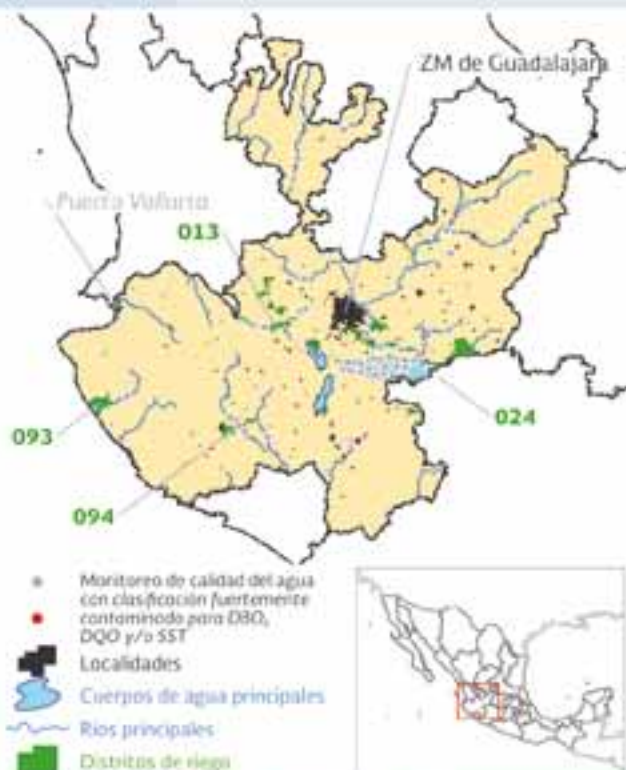 ZM de Guadalajara
Puerto Vallarta
013
093
024
094
Monitoreo de calidad del agua
con clasificación fuertemente
contaminado para DBO,
DQO y/o SST
Localidades
Cuerpos de agua principales
Ríos principales
Distritos de riego